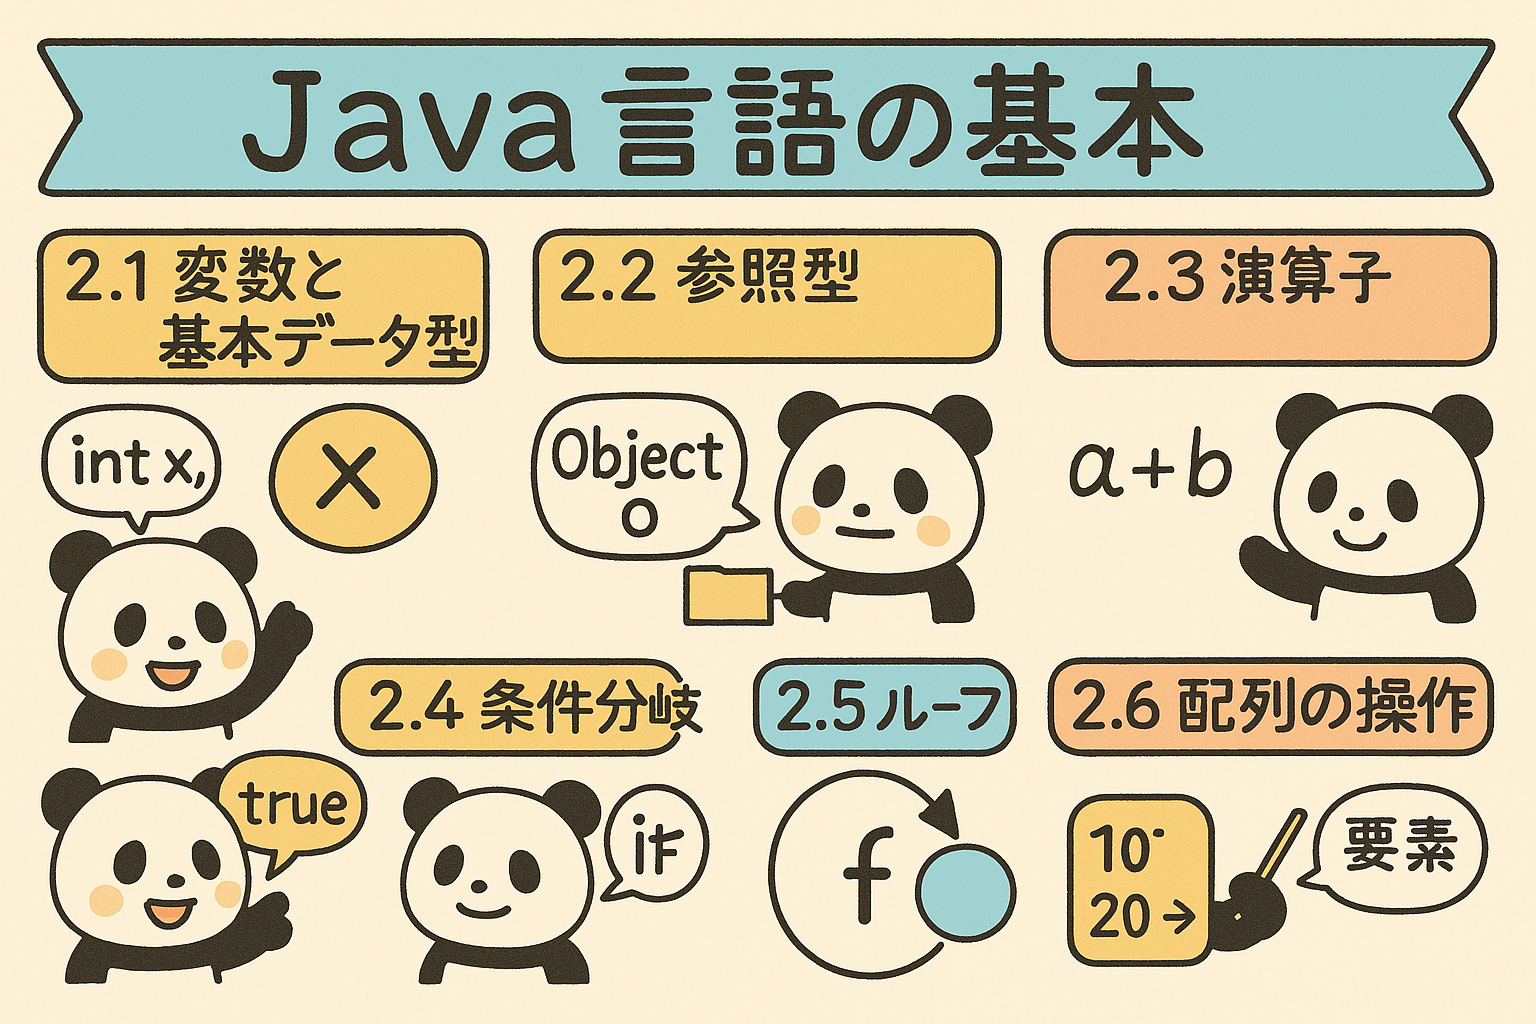 Java言語の基本
2.1 変数と
基本データ型
2.2 参照型
2.3 演算子
int x,
X
Object
O
a+b
2.4 条件分岐
2.5 ルーフ
2.6 配列の操作
true
if
f
10
20 →
要素